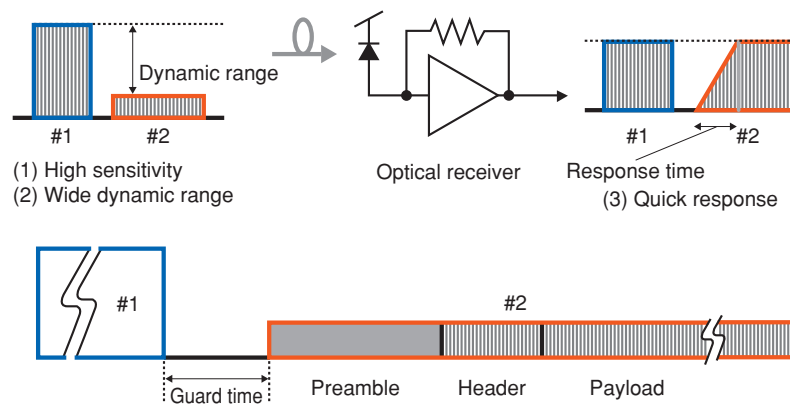 Dynamic range
#1
#2
(1) High sensitivity
(2) Wide dynamic range
Optical receiver
#1
#2
Response time
(3) Quick response
#1
#2
Guard time
Preamble
Header
Payload